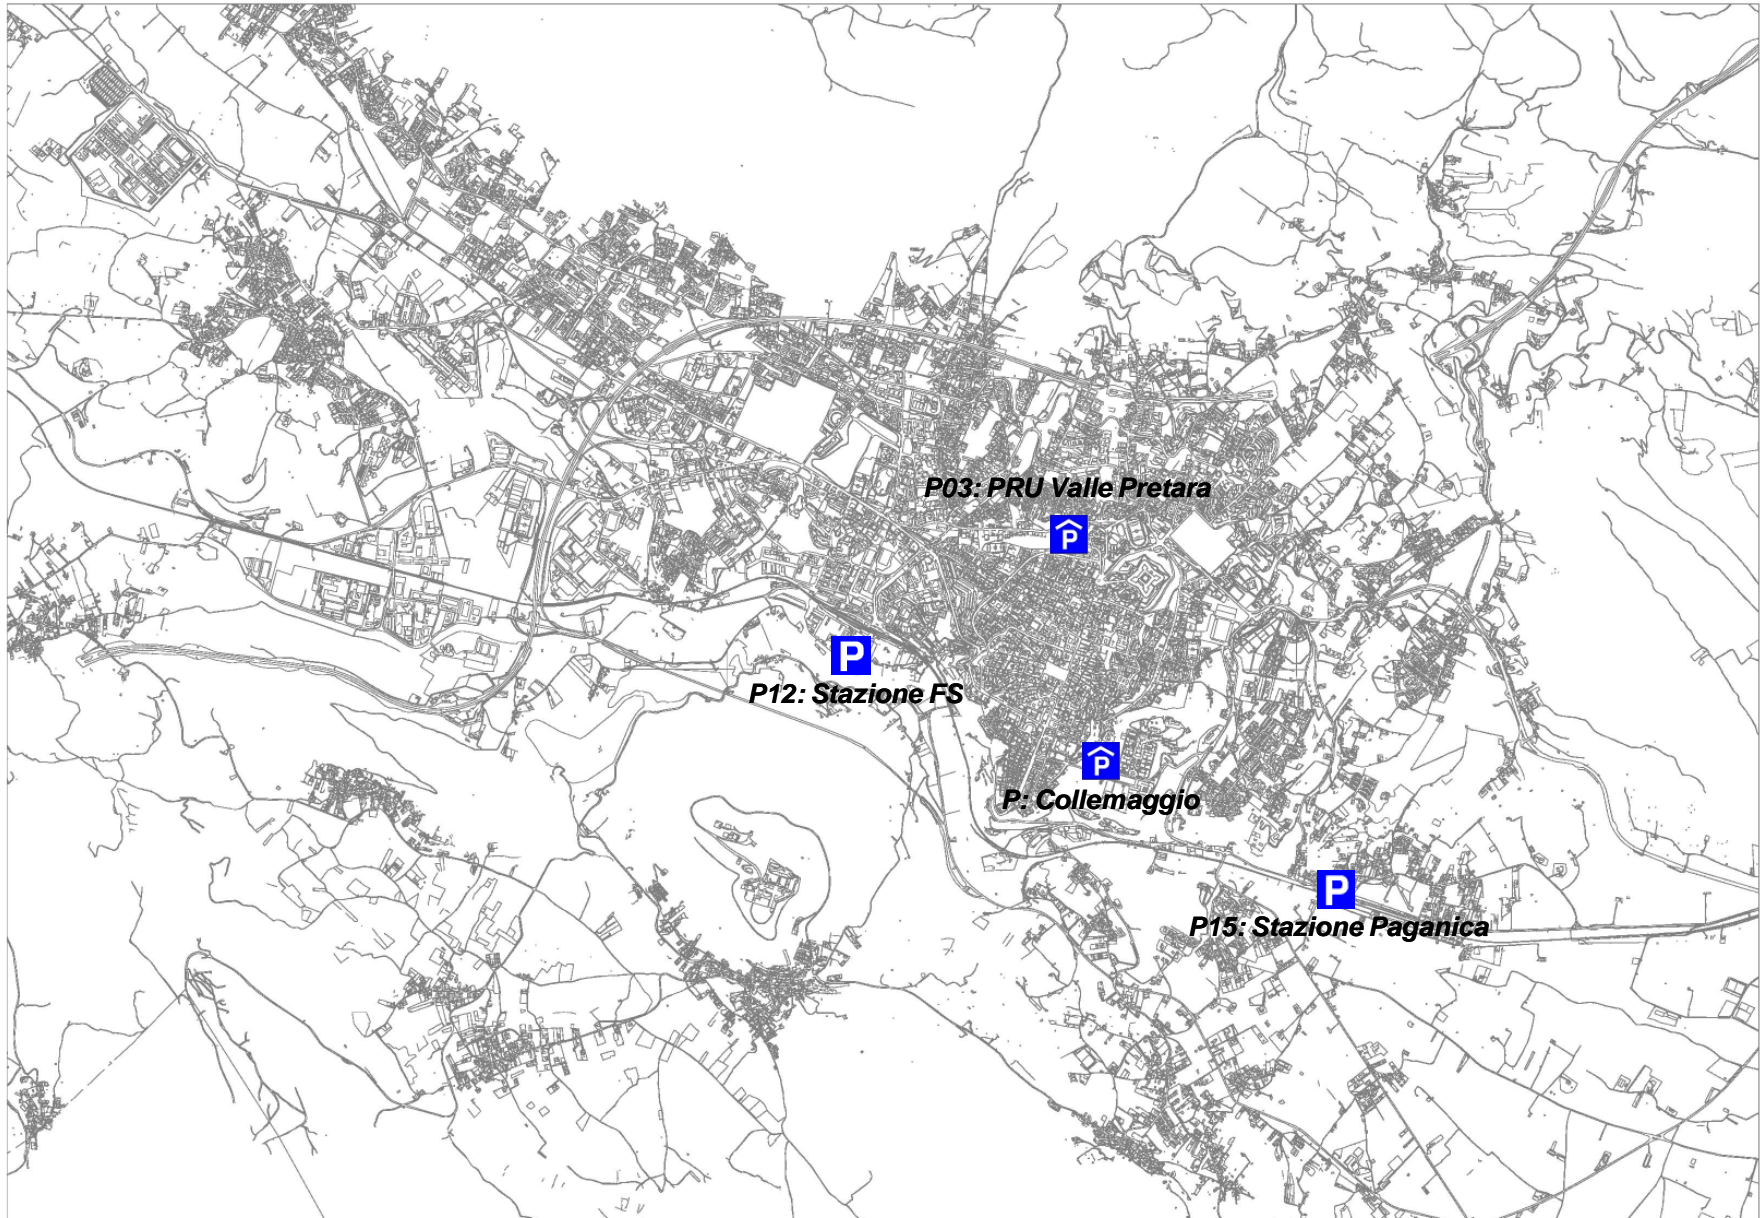 P03: PRU Valle Pretara
P
P
P12: Stazione FS
P
P: Collemaggio
P
P15: Stazione Paganica